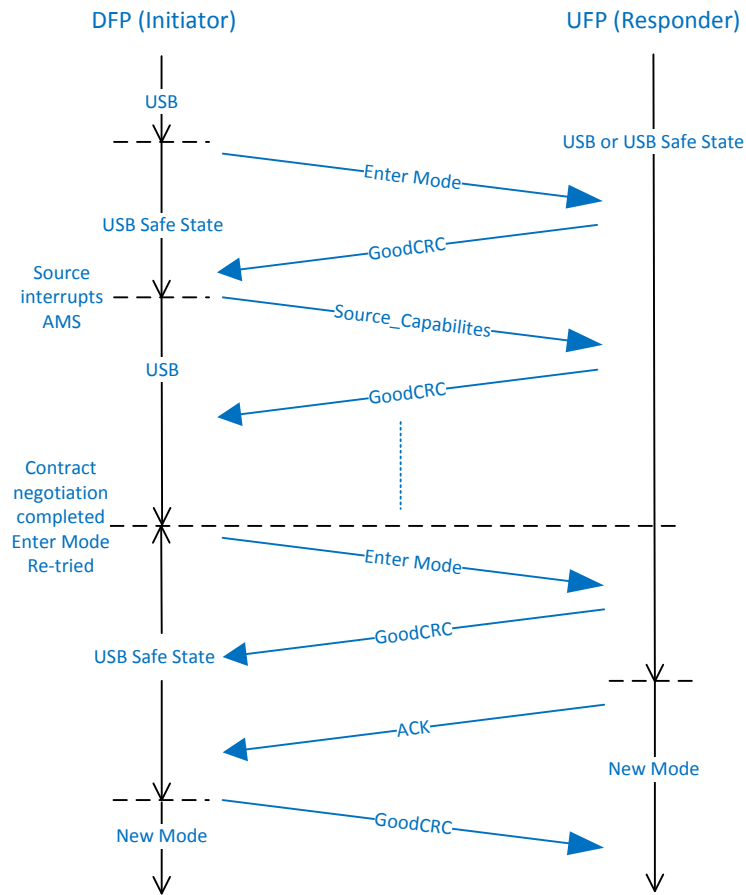 DFP (Initiator)
UFP (Responder)
USB
USB or USB Safe State
Enter Mode
USB Safe State
GoodCRC
Source
interrupts
AMS
Source_Capabilites
USB
GoodCRC
Contract
negotiation
completed
Enter Mode
Re-tried
Enter Mode
GoodCRC
USB Safe State
ACK
New Mode
GoodCRC
New Mode